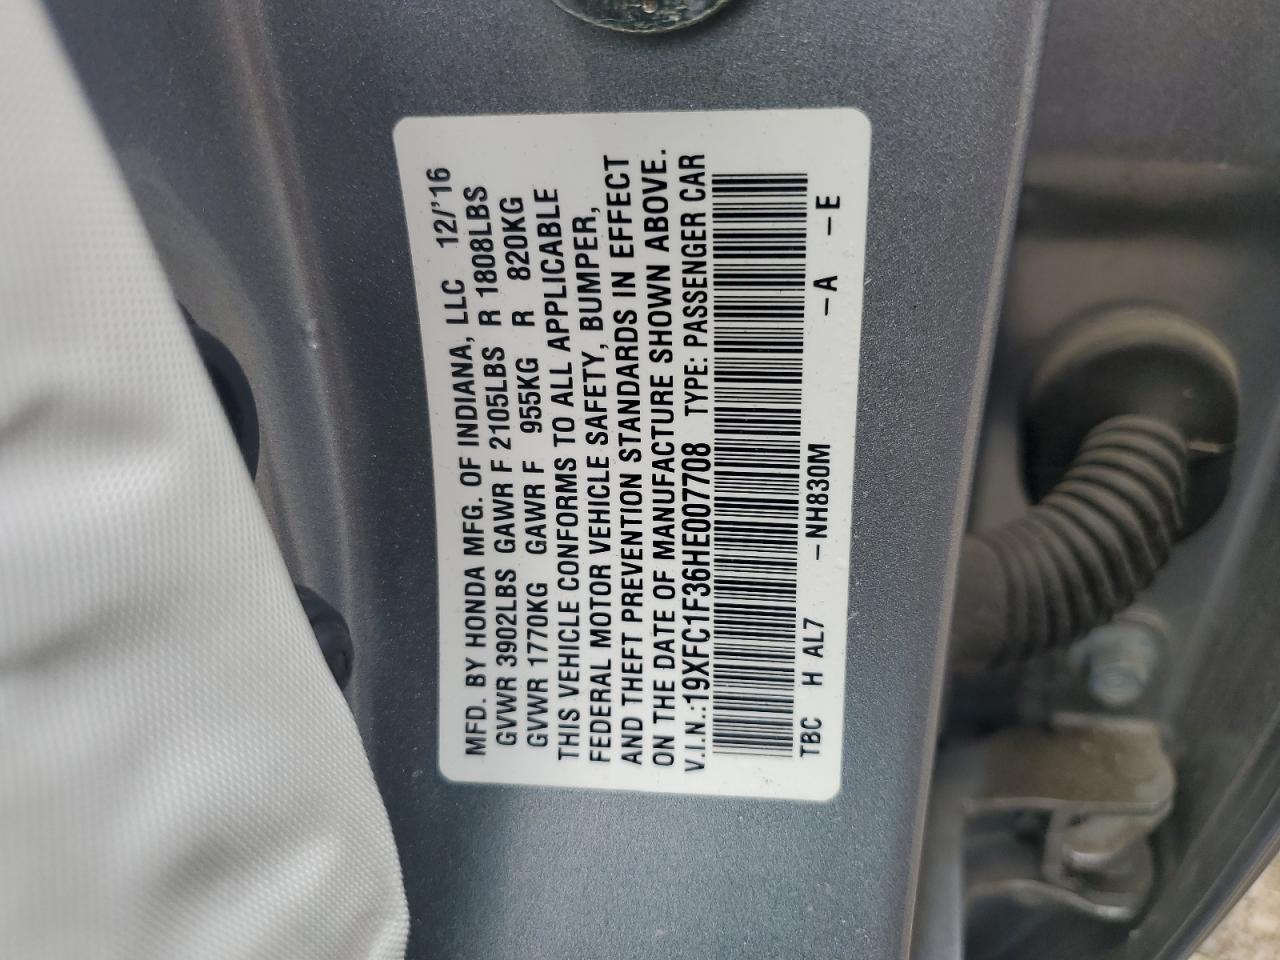 MFD. BY HONDA MFG. OF INDIANA, LLC 12/'16
GVWR 3902LBS GAWR F 2105LBS R 1808LBS
GVWR 1770KG GAWR F 955KG R 820KG
THIS VEHICLE CONFORMS TO ALL APPLICABLE
FEDERAL MOTOR VEHICLE SAFETY, BUMPER,
AND THEFT PREVENTION STANDARDS IN EFFECT
ON THE DATE OF MANUFACTURE SHOWN ABOVE.
V.I.N.:19XFC1F36HE007708 TYPE: PASSENGER CAR
TBC H AL7 -NH830M -A -E